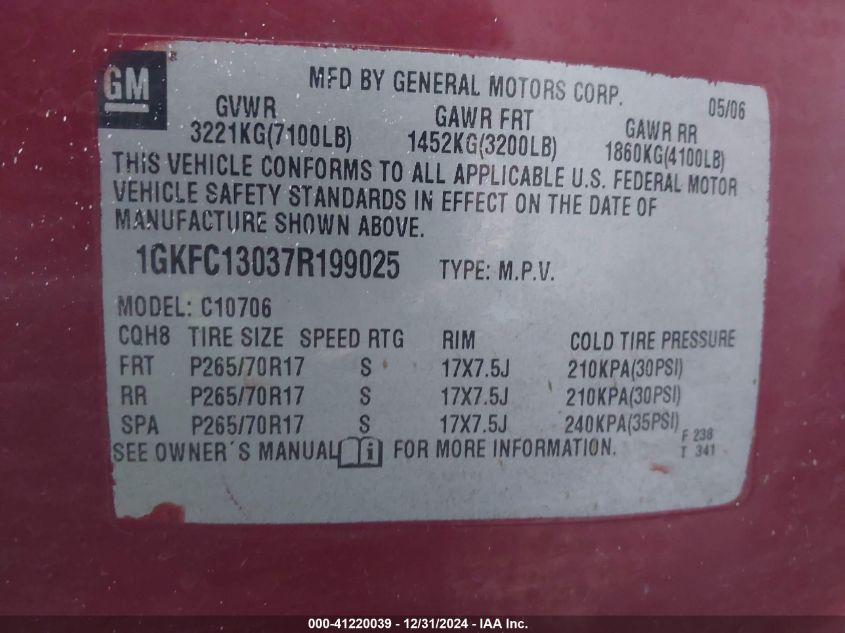 GM
MFD BY GENERAL MOTORS CORP. 05/06
GVWR GAWR FRT GAWR RR
3221KG(7100LB) 1452KG(3200LB) 1860KG(4100LB)
THIS VEHICLE CONFORMS TO ALL APPLICABLE U.S. FEDERAL MOTOR
VEHICLE SAFETY STANDARDS IN EFFECT ON THE DATE OF
MANUFACTURE SHOWN ABOVE.
1GKFC13037R199025 TYPE: M.P.V.
MODEL: C10706
CQH8 TIRE SIZE SPEED RTG RIM COLD TIRE PRESSURE
FRT P265/70R17 S 17X7.5J 210KPA(30PSI)
RR P265/70R17 S 17X7.5J 210KPA(30PSI)
SPA P265/70R17 S 17X7.5J 240KPA(35PSI)
F 238
SEE OWNER'S MANUAL i FOR MORE INFORMATION. T 341
000-41220039 - 12/31/2024 - IAA Inc.